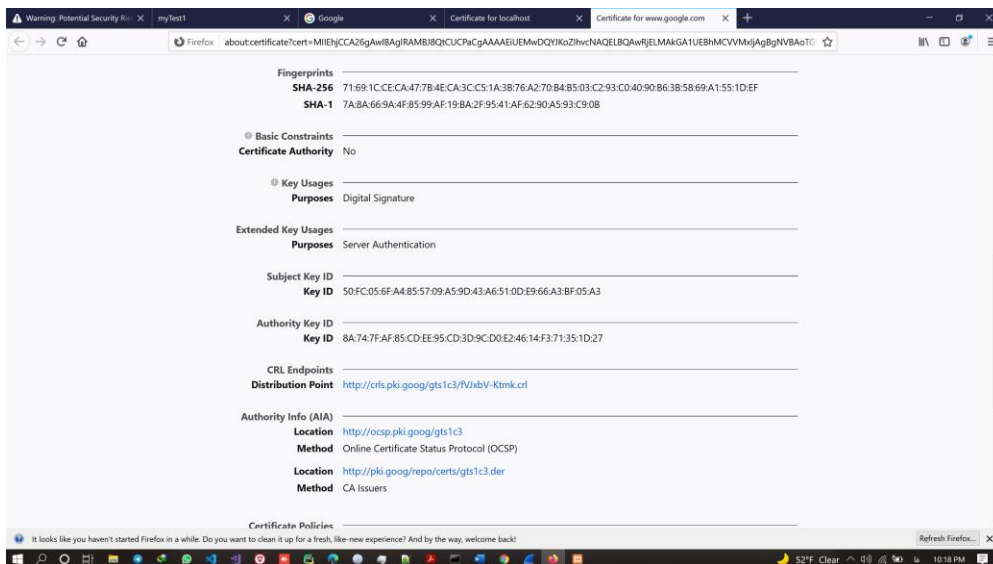 Warning: Potential Security Ris
myTest1
Google
Certificate for localhost
Certificate for www.google.com
Firefox about:certificate?cert=MIIEhjCCA26gAwIBAgIRAMBJ8QtCUCPaCgAAAAEiUEMwDQYJKoZIhvcNAQELBQAwRjELMAkGA1UEBhMCVVMxIjAgBgNVBAoTG
Fingerprints
SHA-256 71:69:1C:CE:CA:47:7B:4E:CA:3C:C5:1A:3B:76:A2:70:B4:B5:03:C2:93:C0:40:90:B6:3B:58:69:A1:55:1D:EF
SHA-1 7A:8A:66:9A:4F:85:99:AF:19:BA:2F:95:41:AF:62:90:A5:93:C9:0B
Basic Constraints
Certificate Authority No
Key Usages
Purposes Digital Signature
Extended Key Usages
Purposes Server Authentication
Subject Key ID
Key ID 50:FC:05:6F:A4:85:57:09:A5:9D:43:A6:51:0D:E9:66:A3:BF:05:A3
Authority Key ID
Key ID 8A:74:7F:AF:85:CD:EE:95:CD:3D:9C:D0:E2:46:14:F3:71:35:1D:27
CRL Endpoints
Distribution Point http://crls.pki.goog/gts1c3/fVJxbV-Ktmk.crl
Authority Info (AIA)
Location http://ocsp.pki.goog/gts1c3
Method Online Certificate Status Protocol (OCSP)
Location http://pki.goog/repo/certs/gts1c3.der
Method CA Issuers
Certificate Policies
It looks like you haven't started Firefox in a while. Do you want to clean it up for a fresh, like-new experience? And by the way, welcome back!
Refresh Firefox...
52°F Clear
10:18 PM